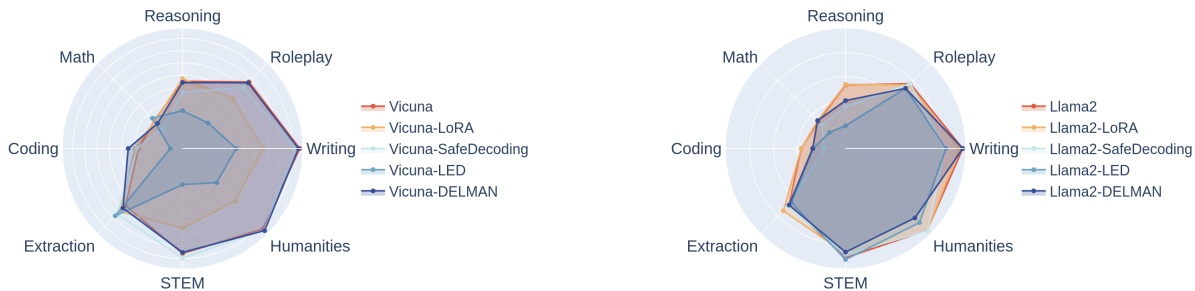 Reasoning
Math
Roleplay
Coding
Writing
Extraction
Humanities
STEM
Vicuna
Vicuna-LoRA
Vicuna-SafeDecoding
Vicuna-LED
Vicuna-DELMAN
Reasoning
Math
Roleplay
Coding
Writing
Extraction
Humanities
STEM
Llama2
Llama2-LoRA
Llama2-SafeDecoding
Llama2-LED
Llama2-DELMAN